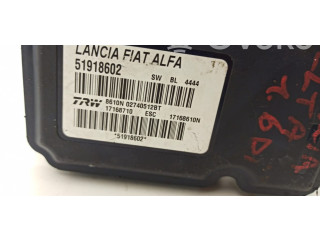 LANCIA FIAT ALFA
51918602
SW BL 4444
TRW 8610N 02740512BT
17168710 ESC 17168610N
*51918602*